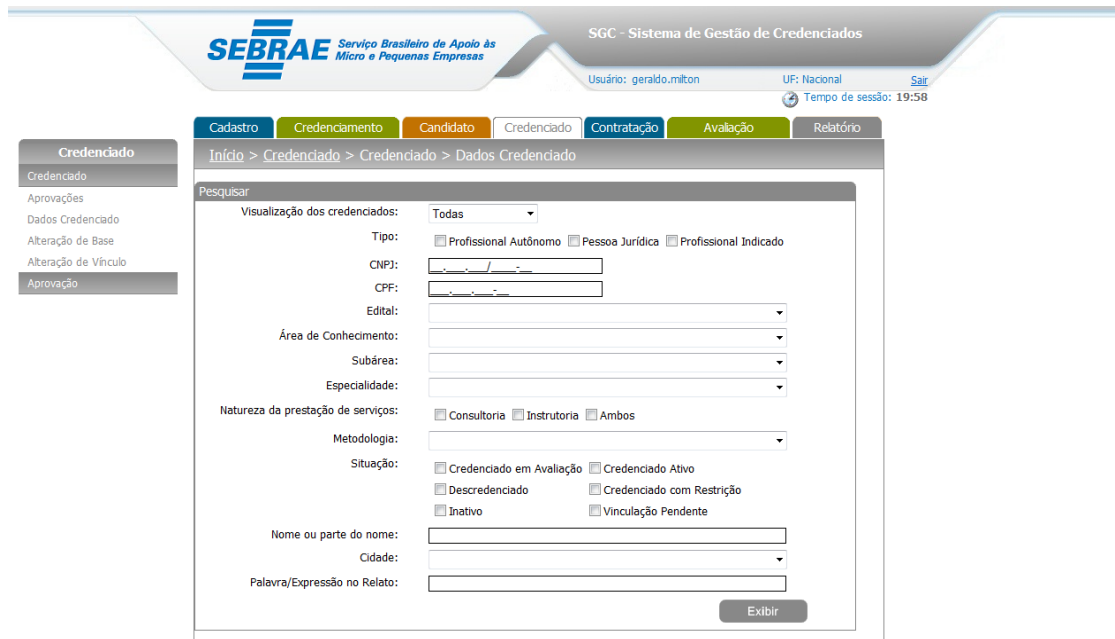 SEBRAE
Serviço Brasileiro de Apoio às
Micro e Pequenas Empresas
SGC - Sistema de Gestão de Credenciados
Usuário: geraldo.milton UF: Nacional Sair
Tempo de sessão: 19:58
Cadastro Credenciamento Candidato Credenciado Contratação Avaliação Relatório
Início > Credenciado > Credenciado > Dados Credenciado
Credenciado
Credenciado
Aprovações
Dados Credenciado
Alteração de Base
Alteração de Vínculo
Aprovação
Pesquisar
Visualização dos credenciados: Todas
Tipo: Profissional Autônomo Pessoa Jurídica Profissional Indicado
CNPJ: __.___.___/____-__
CPF: ___.___.___-__
Edital:
Área de Conhecimento:
Subárea:
Especialidade:
Natureza da prestação de serviços: Consultoria Instrutoria Ambos
Metodologia:
Situação: Credenciado em Avaliação Credenciado Ativo
Descredenciado Credenciado com Restrição
Inativo Vinculação Pendente
Nome ou parte do nome:
Cidade:
Palavra/Expressão no Relato:
Exibir